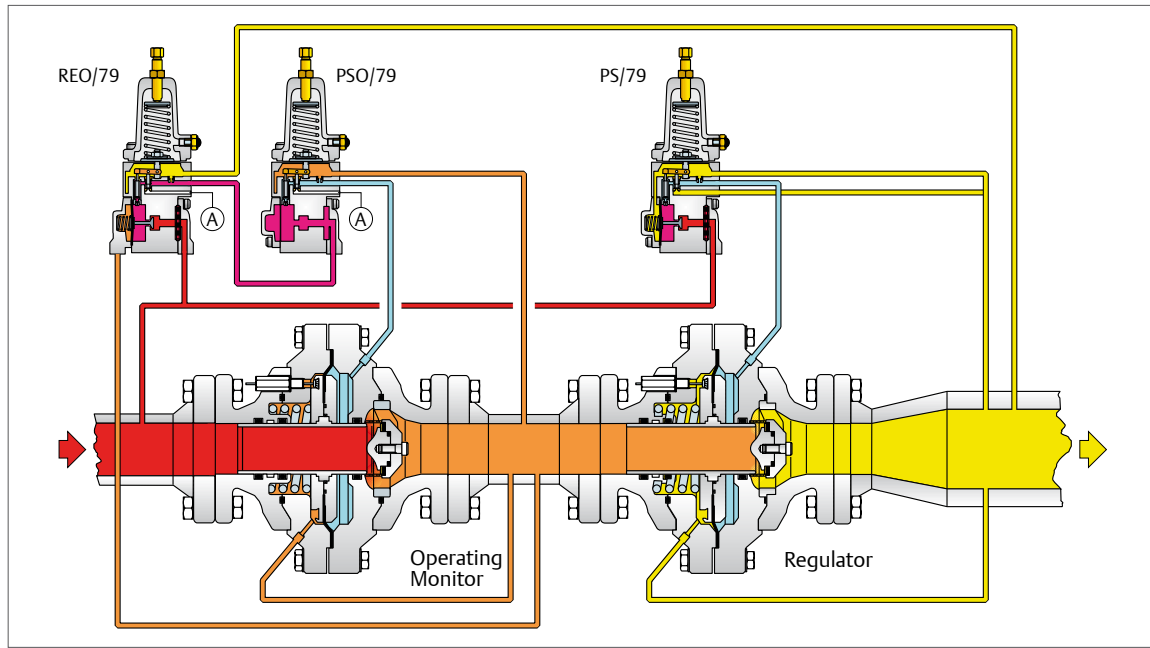 REO/79
PSO/79
PS/79
A
A
Operating
Monitor
Regulator